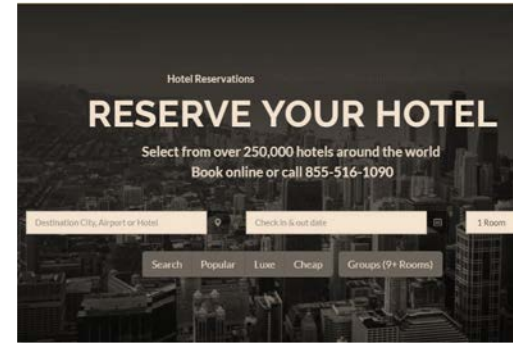 Hotel Reservations
RESERVE YOUR HOTEL
Select from over 250,000 hotels around the world
Book online or call 855-516-1090
Destination City, Airport or Hotel
Check in & out date
1 Room
Search Popular Luxe Cheap Groups (9+ Rooms)